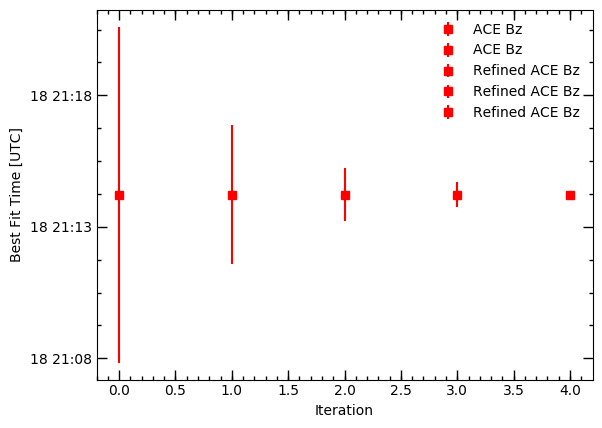 ACE Bz
ACE Bz
Refined ACE Bz
Refined ACE Bz
Refined ACE Bz
18 21:18
18 21:13
18 21:08
Best Fit Time [UTC]
0.0 0.5 1.0 1.5 2.0 2.5 3.0 3.5 4.0
Iteration